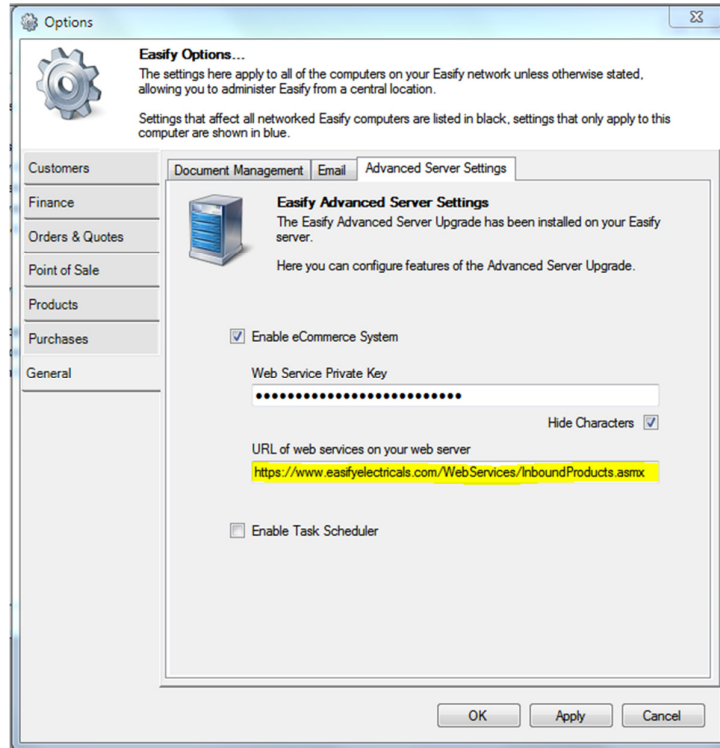 Options
Easify Options...
The settings here apply to all of the computers on your Easify network unless otherwise stated,
allowing you to administer Easify from a central location.
Settings that affect all networked Easify computers are listed in black, settings that only apply to this
computer are shown in blue.
Customers
Finance
Orders & Quotes
Point of Sale
Products
Purchases
General
Document Management
Email
Advanced Server Settings
Easify Advanced Server Settings
The Easify Advanced Server Upgrade has been installed on your Easify
server.
Here you can configure features of the Advanced Server Upgrade.
Enable eCommerce System
Web Service Private Key
●●●●●●●●●●●●●●●●●●●●●●●●●●
Hide Characters
URL of web services on your web server
https://www.easifyelectricals.com/WebServices/InboundProducts.asmx
Enable Task Scheduler
OK
Apply
Cancel